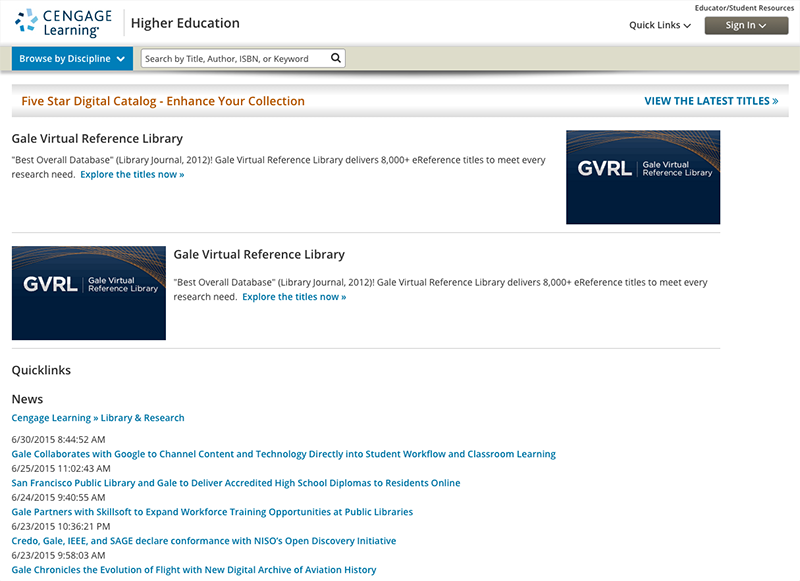 Educator/Student Resources
CENGAGE
Learning
Higher Education
Quick Links
Sign In
Browse by Discipline
Search by Title, Author, ISBN, or Keyword
Five Star Digital Catalog - Enhance Your Collection
VIEW THE LATEST TITLES »
Gale Virtual Reference Library
"Best Overall Database" (Library Journal, 2012)! Gale Virtual Reference Library delivers 8,000+ eReference titles to meet every
research need. Explore the titles now »
GVRL | Gale Virtual
Reference Library
GVRL | Gale Virtual
Reference Library
Gale Virtual Reference Library
"Best Overall Database" (Library Journal, 2012)! Gale Virtual Reference Library delivers 8,000+ eReference titles to meet every
research need. Explore the titles now »
Quicklinks
News
Cengage Learning » Library & Research
6/30/2015 8:44:52 AM
Gale Collaborates with Google to Channel Content and Technology Directly into Student Workflow and Classroom Learning
6/25/2015 11:02:43 AM
San Francisco Public Library and Gale to Deliver Accredited High School Diplomas to Residents Online
6/24/2015 9:40:55 AM
Gale Partners with Skillsoft to Expand Workforce Training Opportunities at Public Libraries
6/23/2015 10:36:21 PM
Credo, Gale, IEEE, and SAGE declare conformance with NISO's Open Discovery Initiative
6/23/2015 9:58:03 AM
Gale Chronicles the Evolution of Flight with New Digital Archive of Aviation History